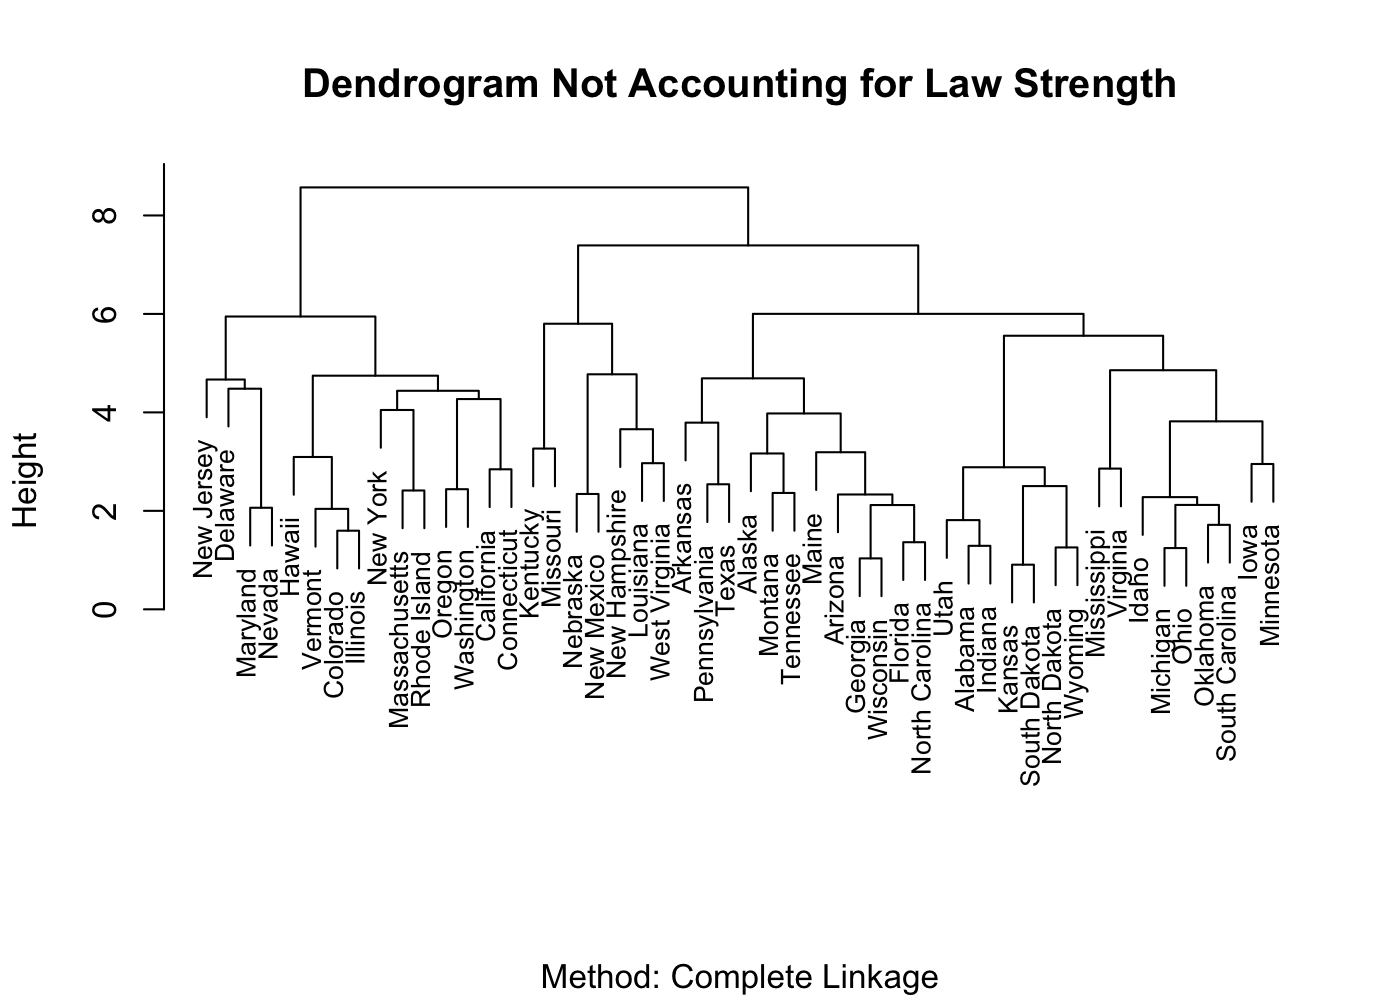 Dendrogram Not Accounting for Law Strength
Height
8
6
4
2
0
New Jersey
Delaware
Maryland
Nevada
Hawaii
Vermont
Colorado
Illinois
New York
Massachusetts
Rhode Island
Oregon
Washington
California
Connecticut
Kentucky
Missouri
Nebraska
New Mexico
New Hampshire
Louisiana
West Virginia
Arkansas
Pennsylvania
Texas
Alaska
Montana
Tennessee
Maine
Arizona
Georgia
Wisconsin
Florida
North Carolina
Utah
Alabama
Indiana
Kansas
South Dakota
North Dakota
Wyoming
Mississippi
Virginia
Idaho
Michigan
Ohio
Oklahoma
South Carolina
Iowa
Minnesota
Method: Complete Linkage